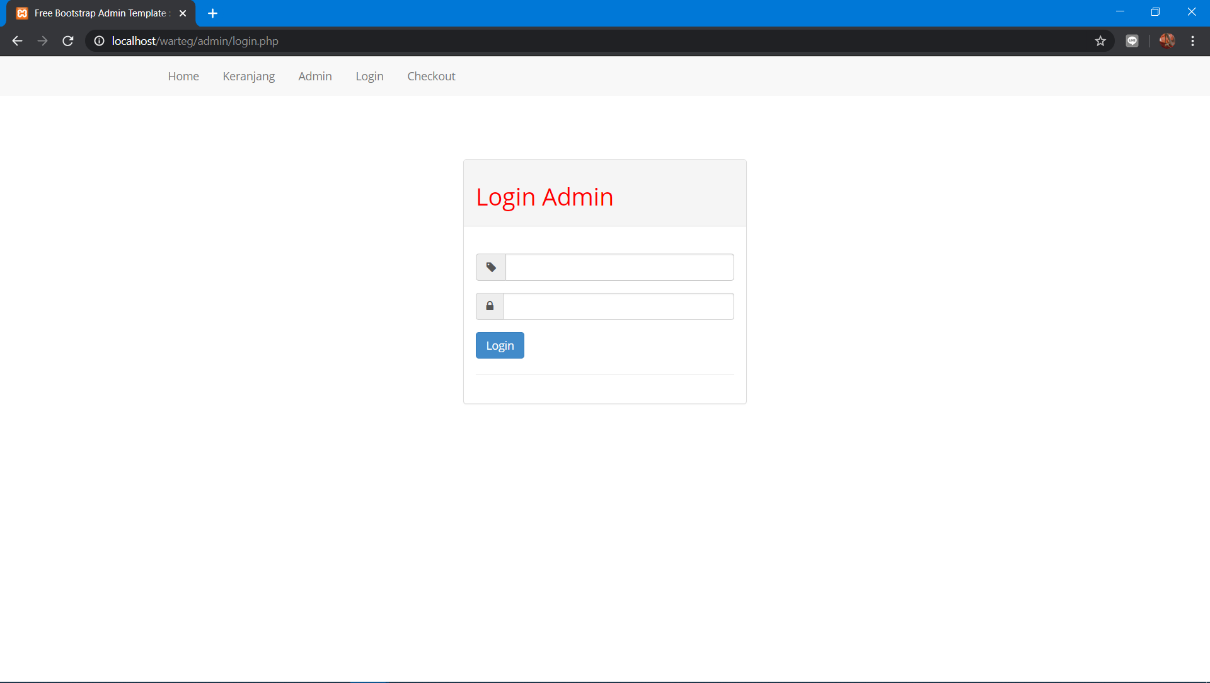 Free Bootstrap Admin Template :
localhost/warteg/admin/login.php
Home Keranjang Admin Login Checkout
Login Admin
Login